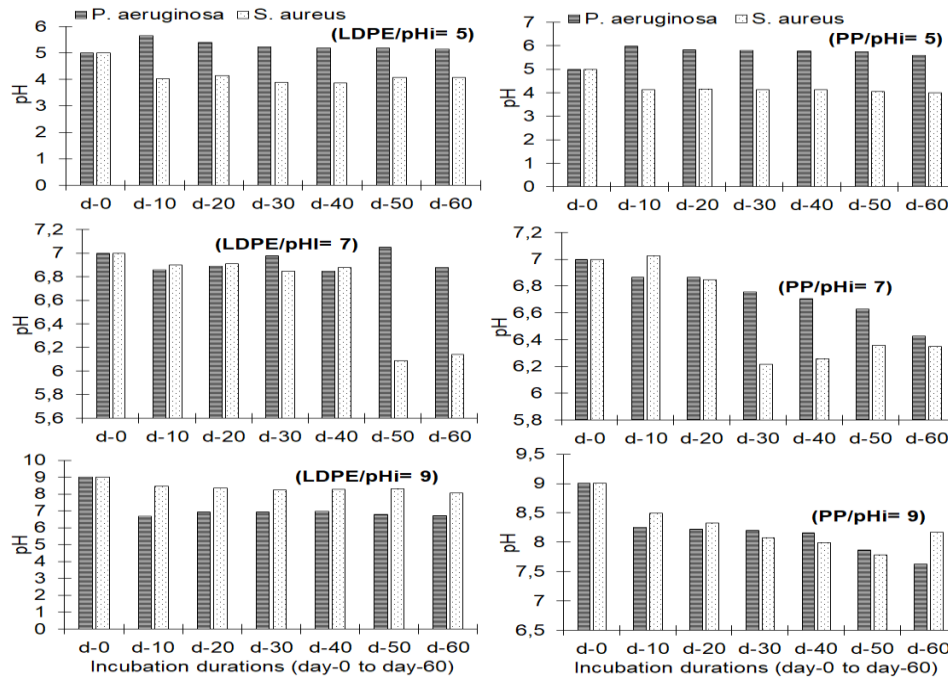 P. aeruginosa S. aureus
(LDPE/pHi= 5)
pH
6
5
4
3
2
1
0
d-0 d-10 d-20 d-30 d-40 d-50 d-60
P. aeruginosa S. aureus
(PP/pHi= 5)
pH
7
6
5
4
3
2
1
0
d-0 d-10 d-20 d-30 d-40 d-50 d-60
(LDPE/pHI= 7)
pH
7,2
7
6,8
6,6
6,4
6,2
6
5,8
5,6
d-0 d-10 d-20 d-30 d-40 d-50 d-60
(PP/pHi= 7)
pH
7,2
7
6,8
6,6
6,4
6,2
6
5,8
d-0 d-10 d-20 d-30 d-40 d-50 d-60
(LDPE/pHi= 9)
pH
10
9
8
7
6
5
4
3
2
1
0
d-0 d-10 d-20 d-30 d-40 d-50 d-60
Incubation durations (day-0 to day-60)
(PP/pHi= 9)
pH
9,5
9
8,5
8
7,5
7
6,5
d-0 d-10 d-20 d-30 d-40 d-50 d-60
Incubation durations (day-0 to day-60)